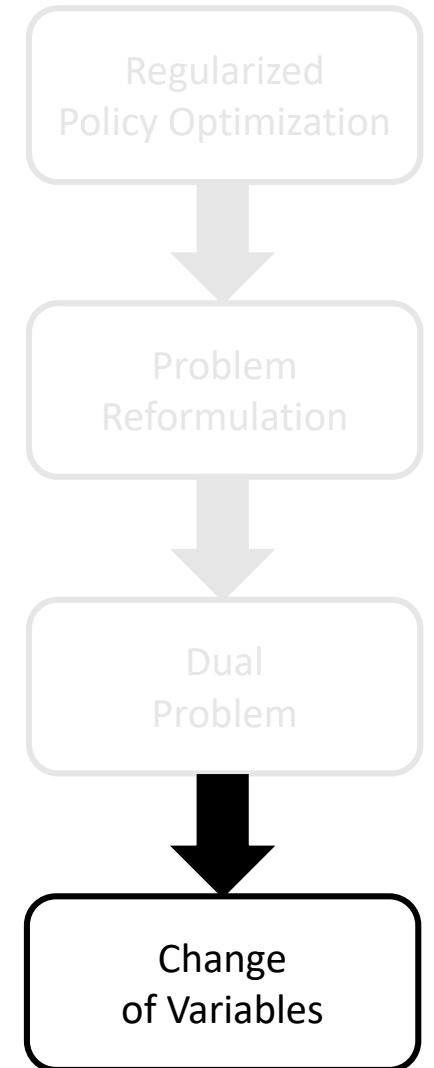 Regularized
Policy Optimization
Problem
Reformulation
Dual
Problem
Change
of Variables